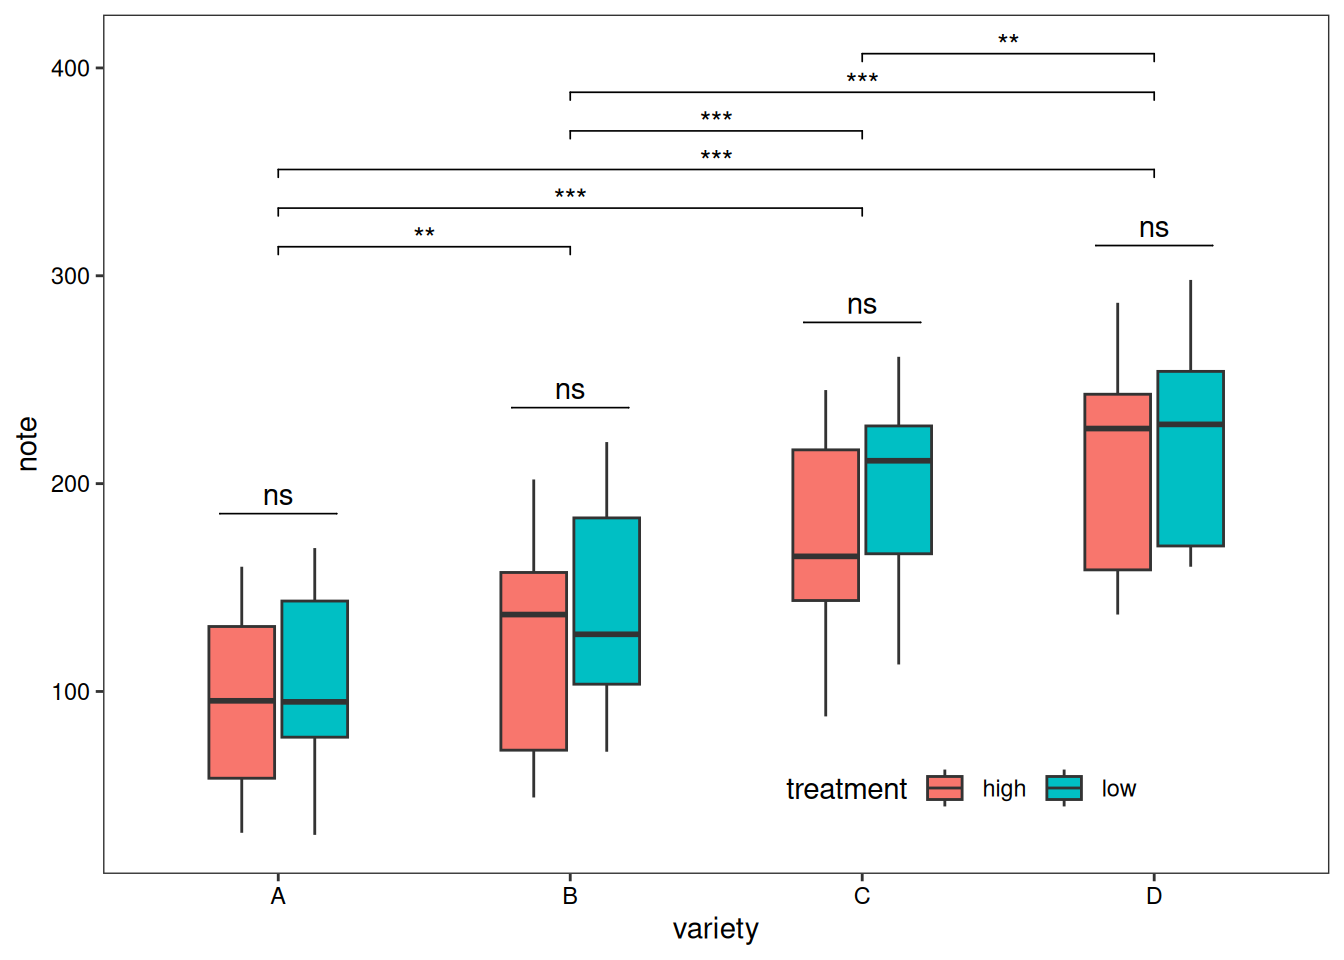 **
400
***
***
***
***
**
ns
300
ns
ns
note
200
ns
100
treatment high low
A B C D
variety